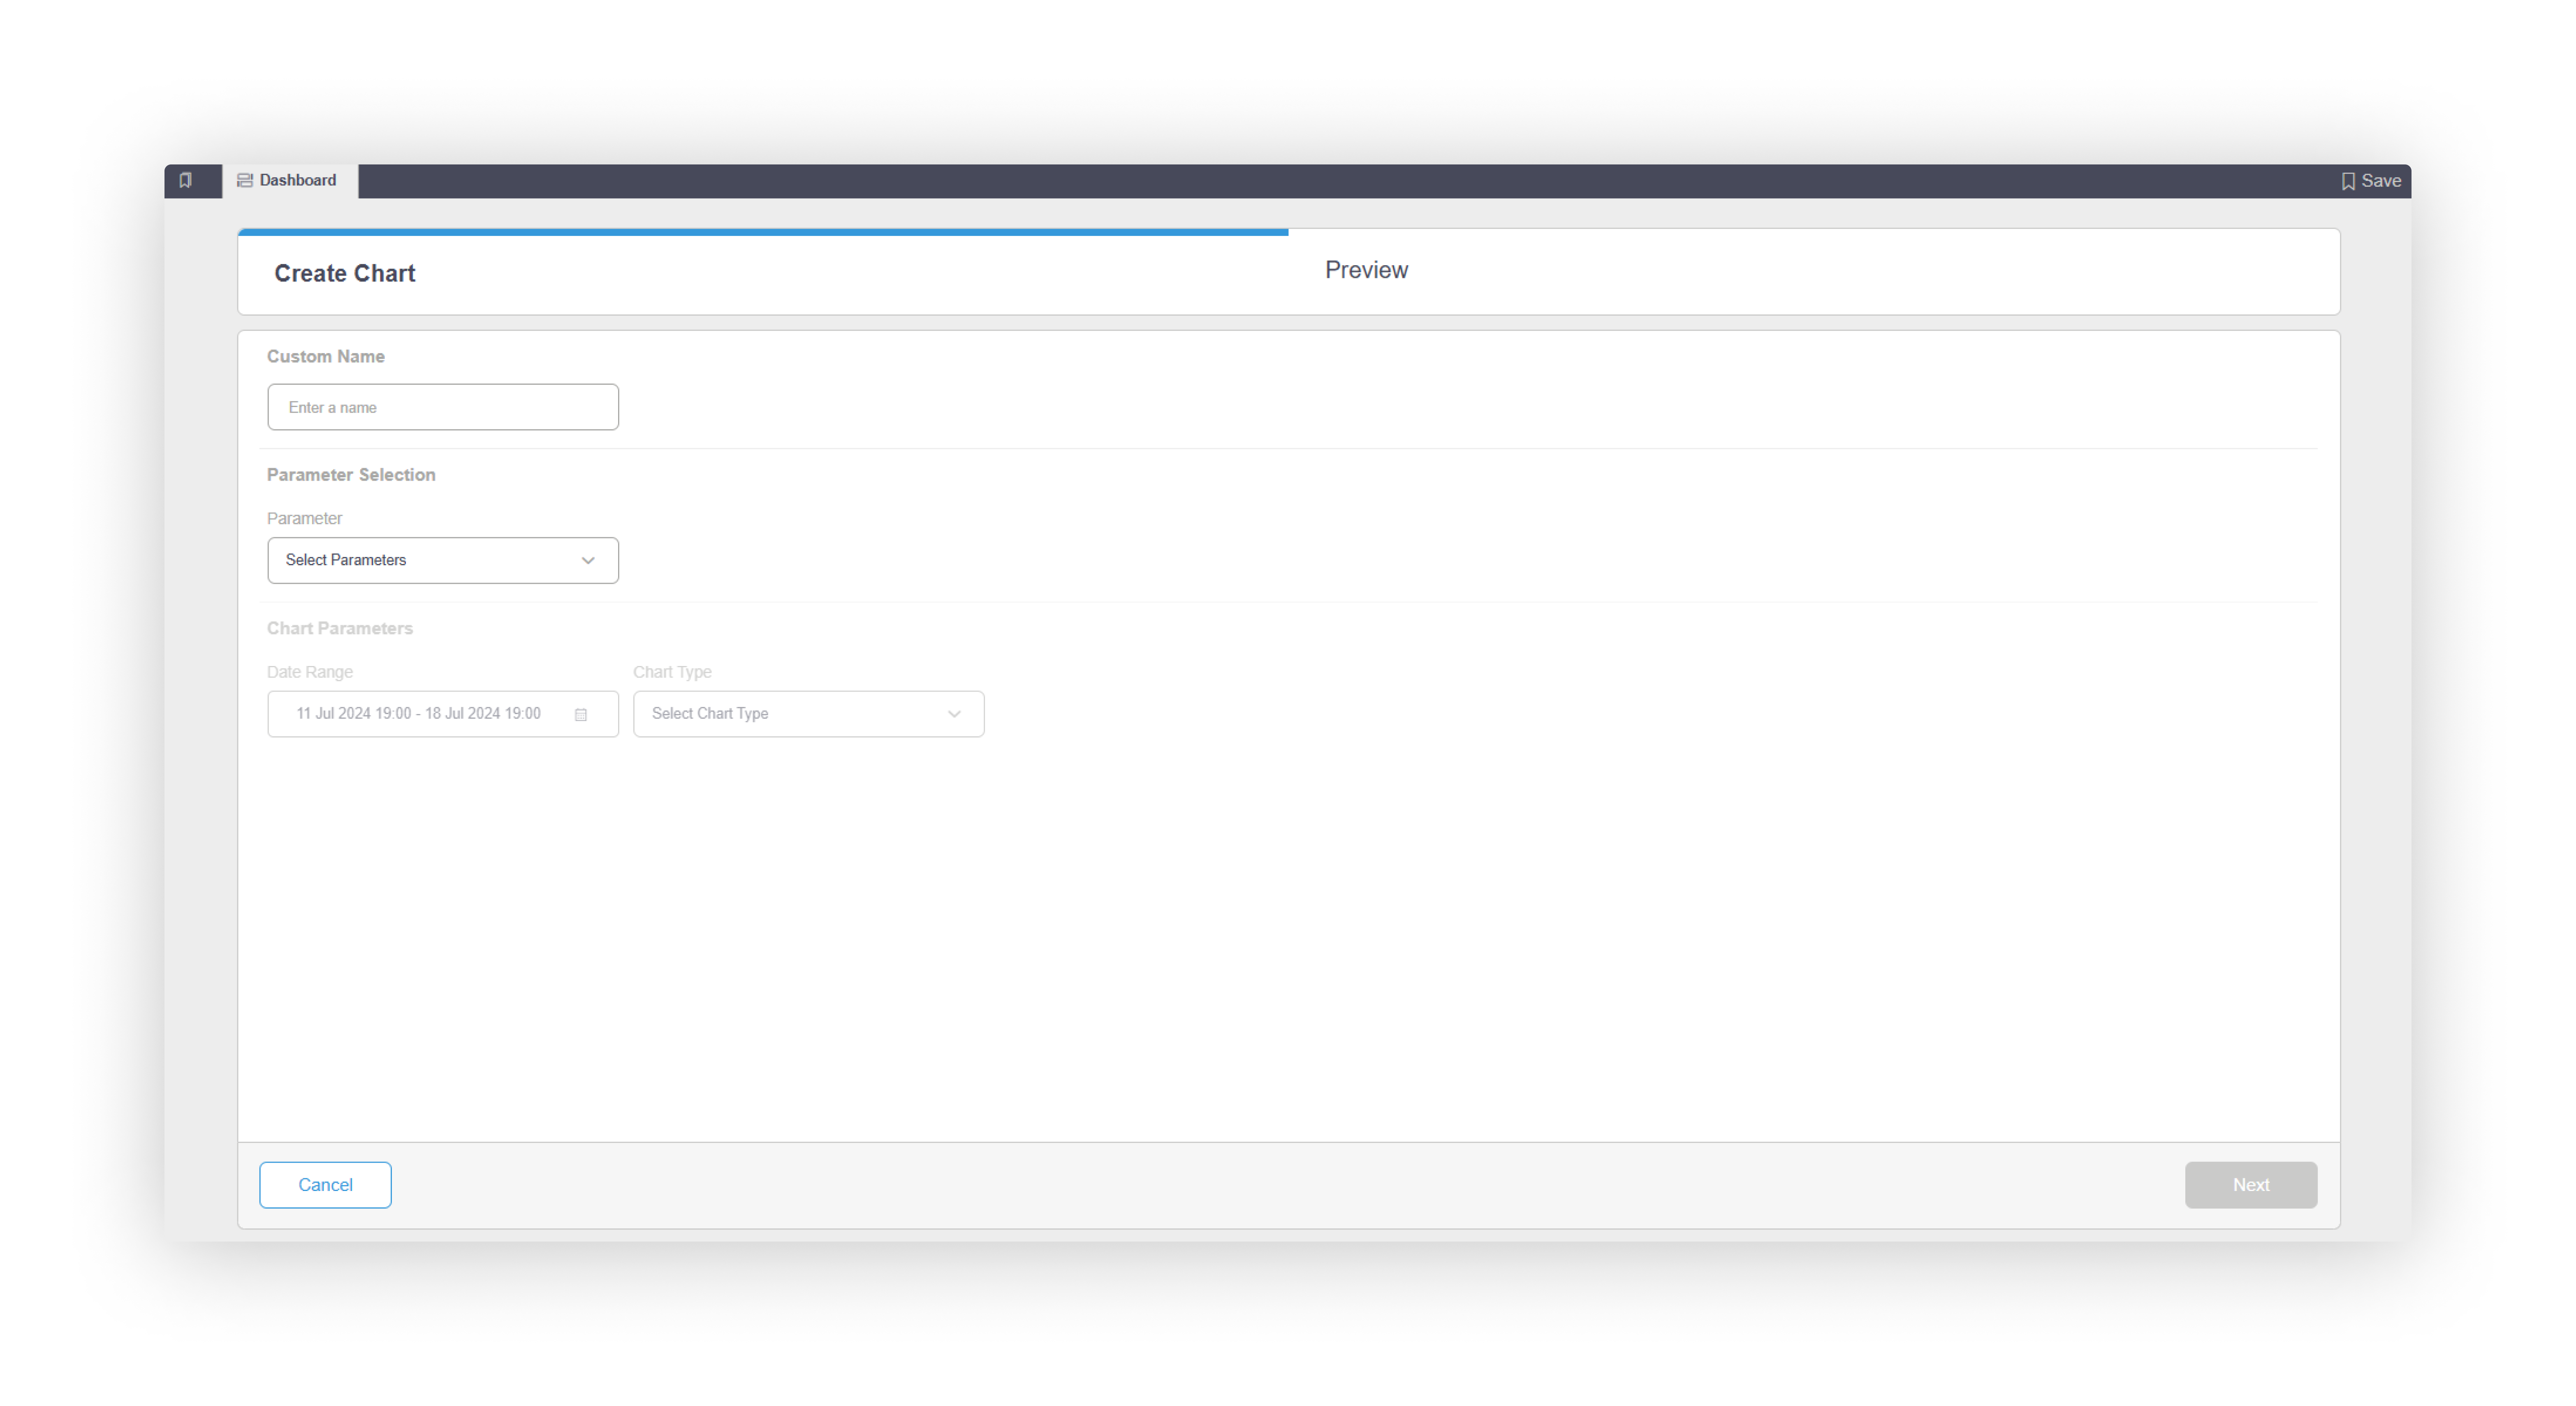 Dashboard
Save
Create Chart
Preview
Custom Name
Enter a name
Parameter Selection
Parameter
Select Parameters
Chart Parameters
Date Range
Chart Type
11 Jul 2024 19:00 - 18 Jul 2024 19:00
Select Chart Type
Cancel
Next